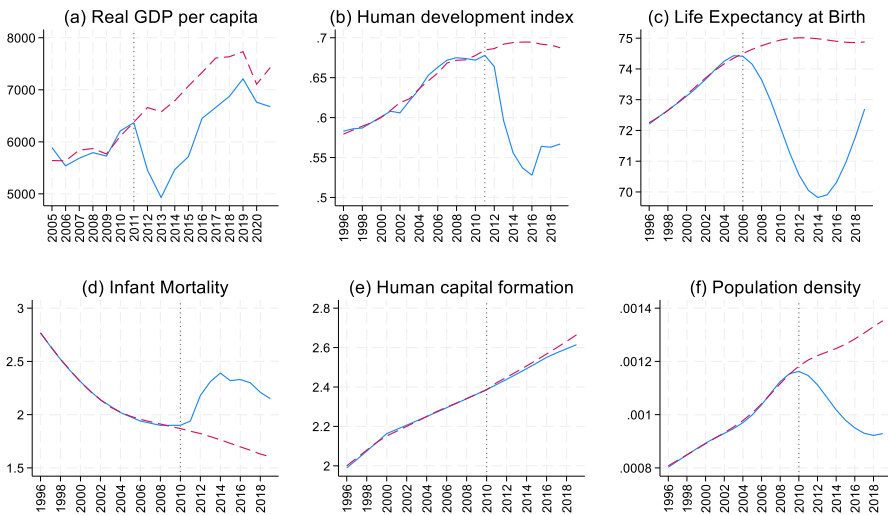 (a) Real GDP per capita
8000
7000
6000
5000
2005 2006 2007 2008 2009 2010 2011 2012 2013 2014 2015 2016 2017 2018 2019 2020
(b) Human development index
.7
.65
.6
.55
.5
1996 1998 2000 2002 2004 2006 2008 2010 2012 2014 2016 2018
(c) Life Expectancy at Birth
75
74
73
72
71
70
1996 1998 2000 2002 2004 2006 2008 2010 2012 2014 2016 2018
(d) Infant Mortality
3
2.5
2
1.5
1996 1998 2000 2002 2004 2006 2008 2010 2012 2014 2016 2018
(e) Human capital formation
2.8
2.6
2.4
2.2
2
1996 1998 2000 2002 2004 2006 2008 2010 2012 2014 2016 2018
(f) Population density
.0014
.0012
.001
.0008
1996 1998 2000 2002 2004 2006 2008 2010 2012 2014 2016 2018